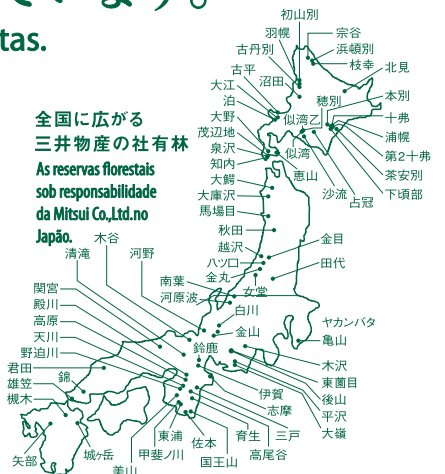 ています。
tas.
全国に広がる
三井物産の社有林
As reservas florestais
sob responsabilidade
da Mitsui Co.,Ltd.no
Japão.
初山別
羽幌
古丹別
古平
沼田
大江
泊
大野
茂辺地
泉沢
知内
大鰐
大庫沢
馬場目
秋田
越沢
八ツ口
金丸
女堂
宗谷
浜頓別
枝幸
北見
穂別
本別
似湾乙
十弗
浦幌
第2十弗
茶安別
下頃部
似湾
恵山
沙流
占冠
金目
田代
木谷
河野
清滝
南葉
河原波
白川
金山
ヤカンバタ
亀山
関宮
殿川
高原
天川
野迫川
君田
雄笠
槻木
錦
鈴鹿
木沢
東薗目
後山
平沢
大嶺
伊賀
志摩
三戸
高尾谷
育生
国王山
佐本
東浦
甲斐ノ川
美山
城ヶ岳
矢部